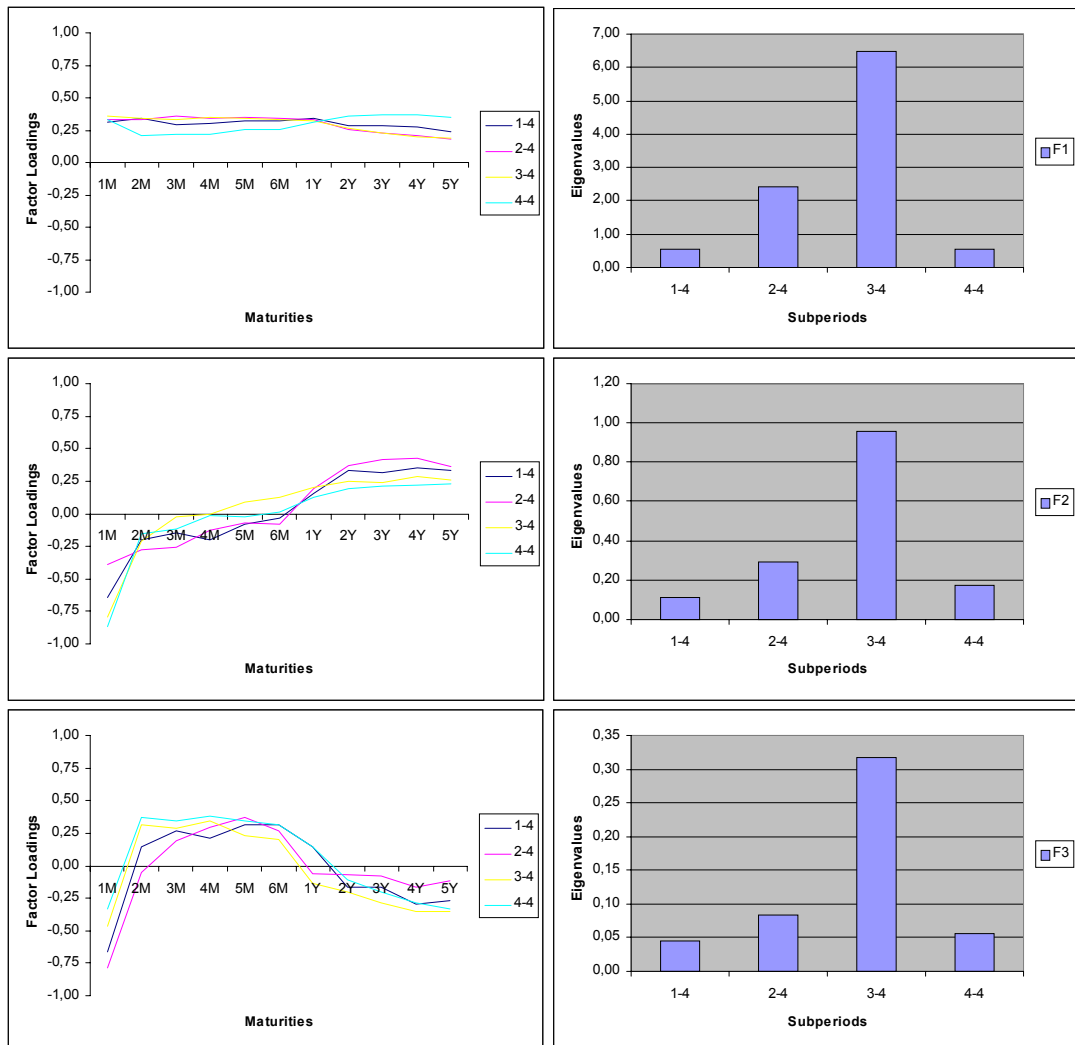 1,00
0,75
0,50
0,25
0,00
-0,25
-0,50
-0,75
-1,00
Factor Loadings
1M 2M 3M 4M 5M 6M 1Y 2Y 3Y 4Y 5Y
Maturities
1-4
2-4
3-4
4-4
7,00
6,00
5,00
4,00
3,00
2,00
1,00
0,00
Eigenvalues
1-4 2-4 3-4 4-4
Subperiods
F1
1,00
0,75
0,50
0,25
0,00
-0,25
-0,50
-0,75
-1,00
Factor Loadings
1M 2M 3M 4M 5M 6M 1Y 2Y 3Y 4Y 5Y
Maturities
1-4
2-4
3-4
4-4
1,20
1,00
0,80
0,60
0,40
0,20
0,00
Eigenvalues
1-4 2-4 3-4 4-4
Subperiods
F2
1,00
0,75
0,50
0,25
0,00
-0,25
-0,50
-0,75
-1,00
Factor Loadings
1M 2M 3M 4M 5M 6M 1Y 2Y 3Y 4Y 5Y
Maturities
1-4
2-4
3-4
4-4
0,35
0,30
0,25
0,20
0,15
0,10
0,05
0,00
Eigenvalues
1-4 2-4 3-4 4-4
Subperiods
F3